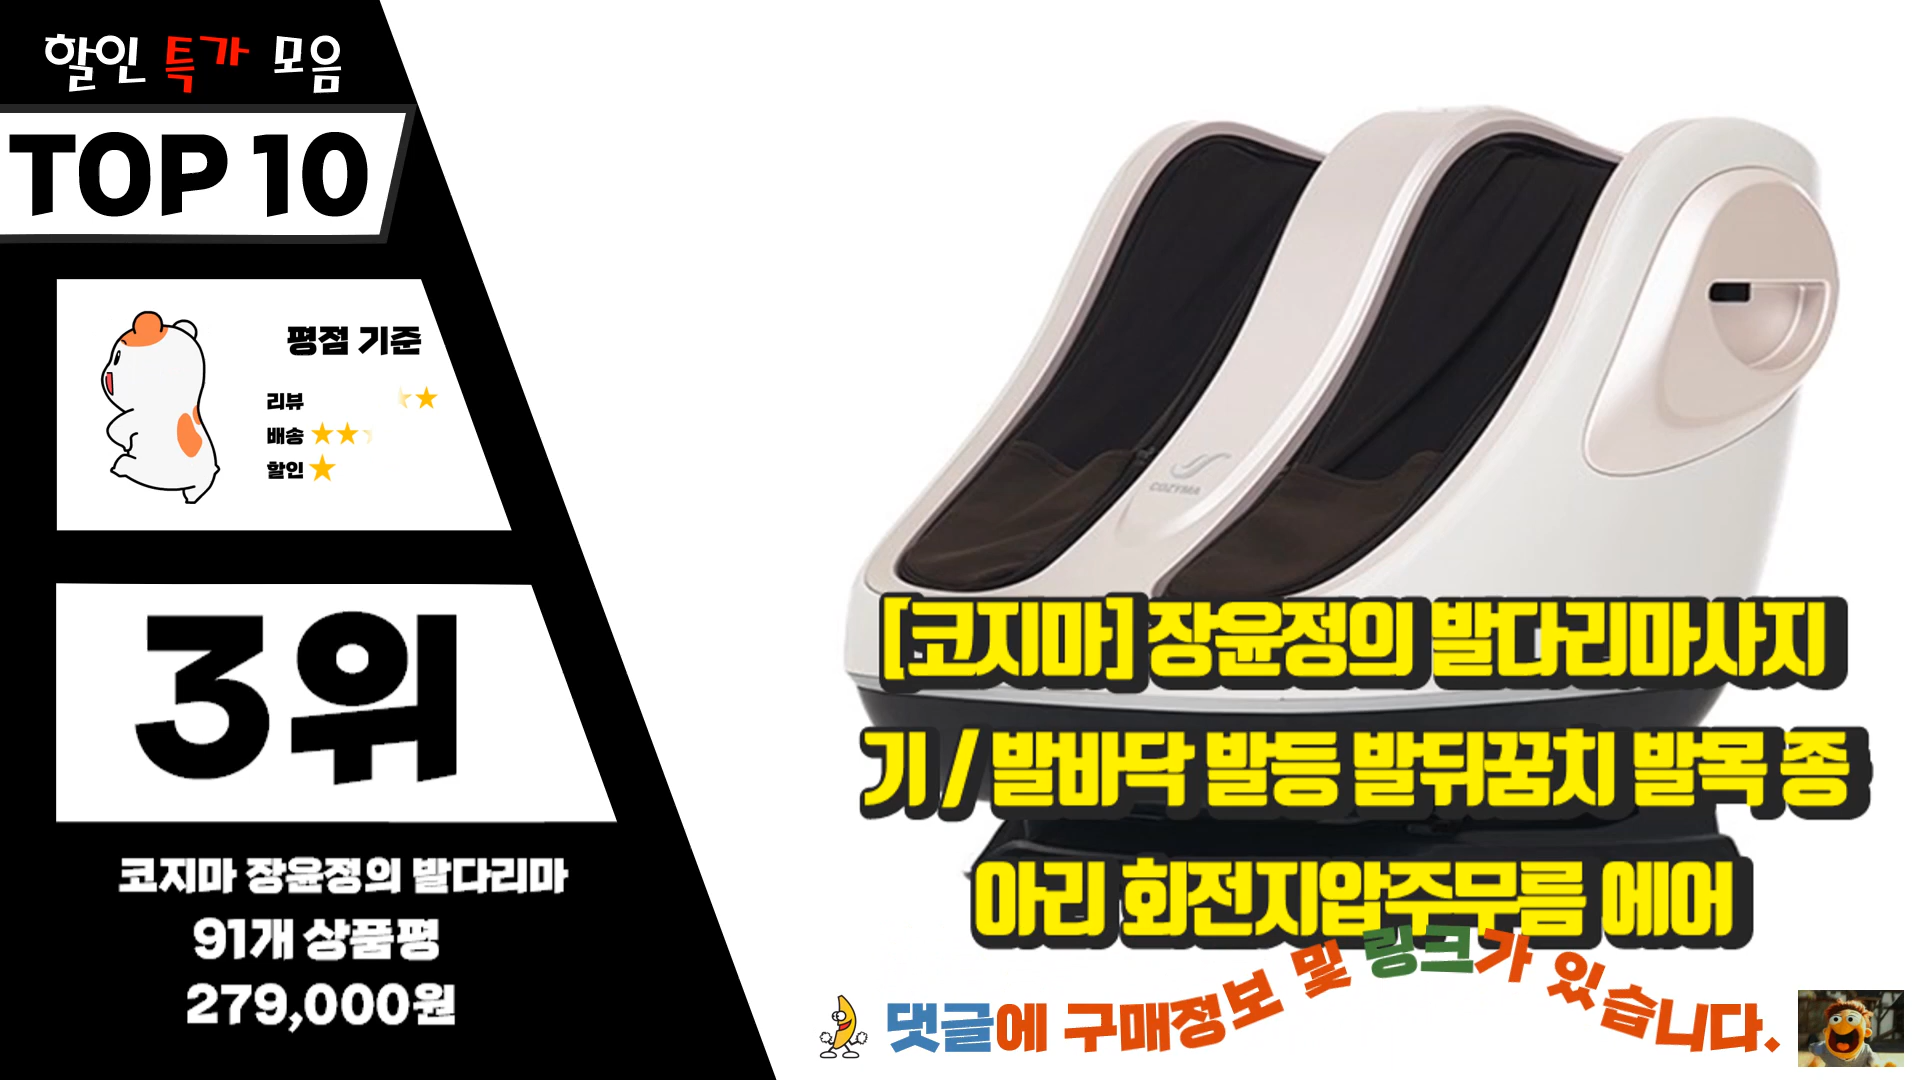 할인 특가 모음
TOP 10
평점 기준
리뷰
배송
할인
3위
코지마 장윤정의 발다리마
91개 상품평
279,000원
COZYMA
[코지마] 장윤정의 발다리마사지
기 / 발바닥 발등 발뒤꿈치 발목 종
아리 회전지압주무름 에어
댓글에 구매정보 및 링크가 있습니다.